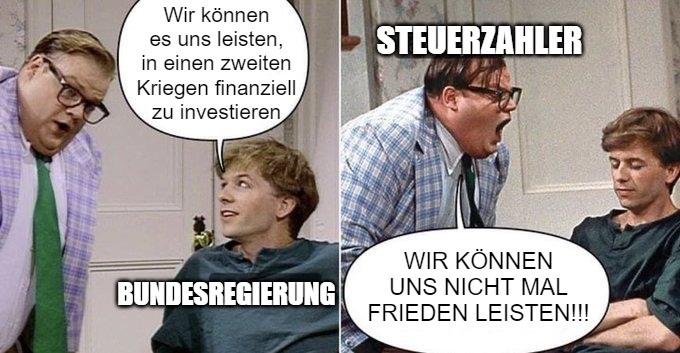 Wir können
es uns leisten,
in einen zweiten
Kriegen finanziell
zu investieren
BUNDESREGIERUNG
STEUERZAHLER
WIR KÖNNEN
UNS NICHT MAL
FRIEDEN LEISTEN!!!